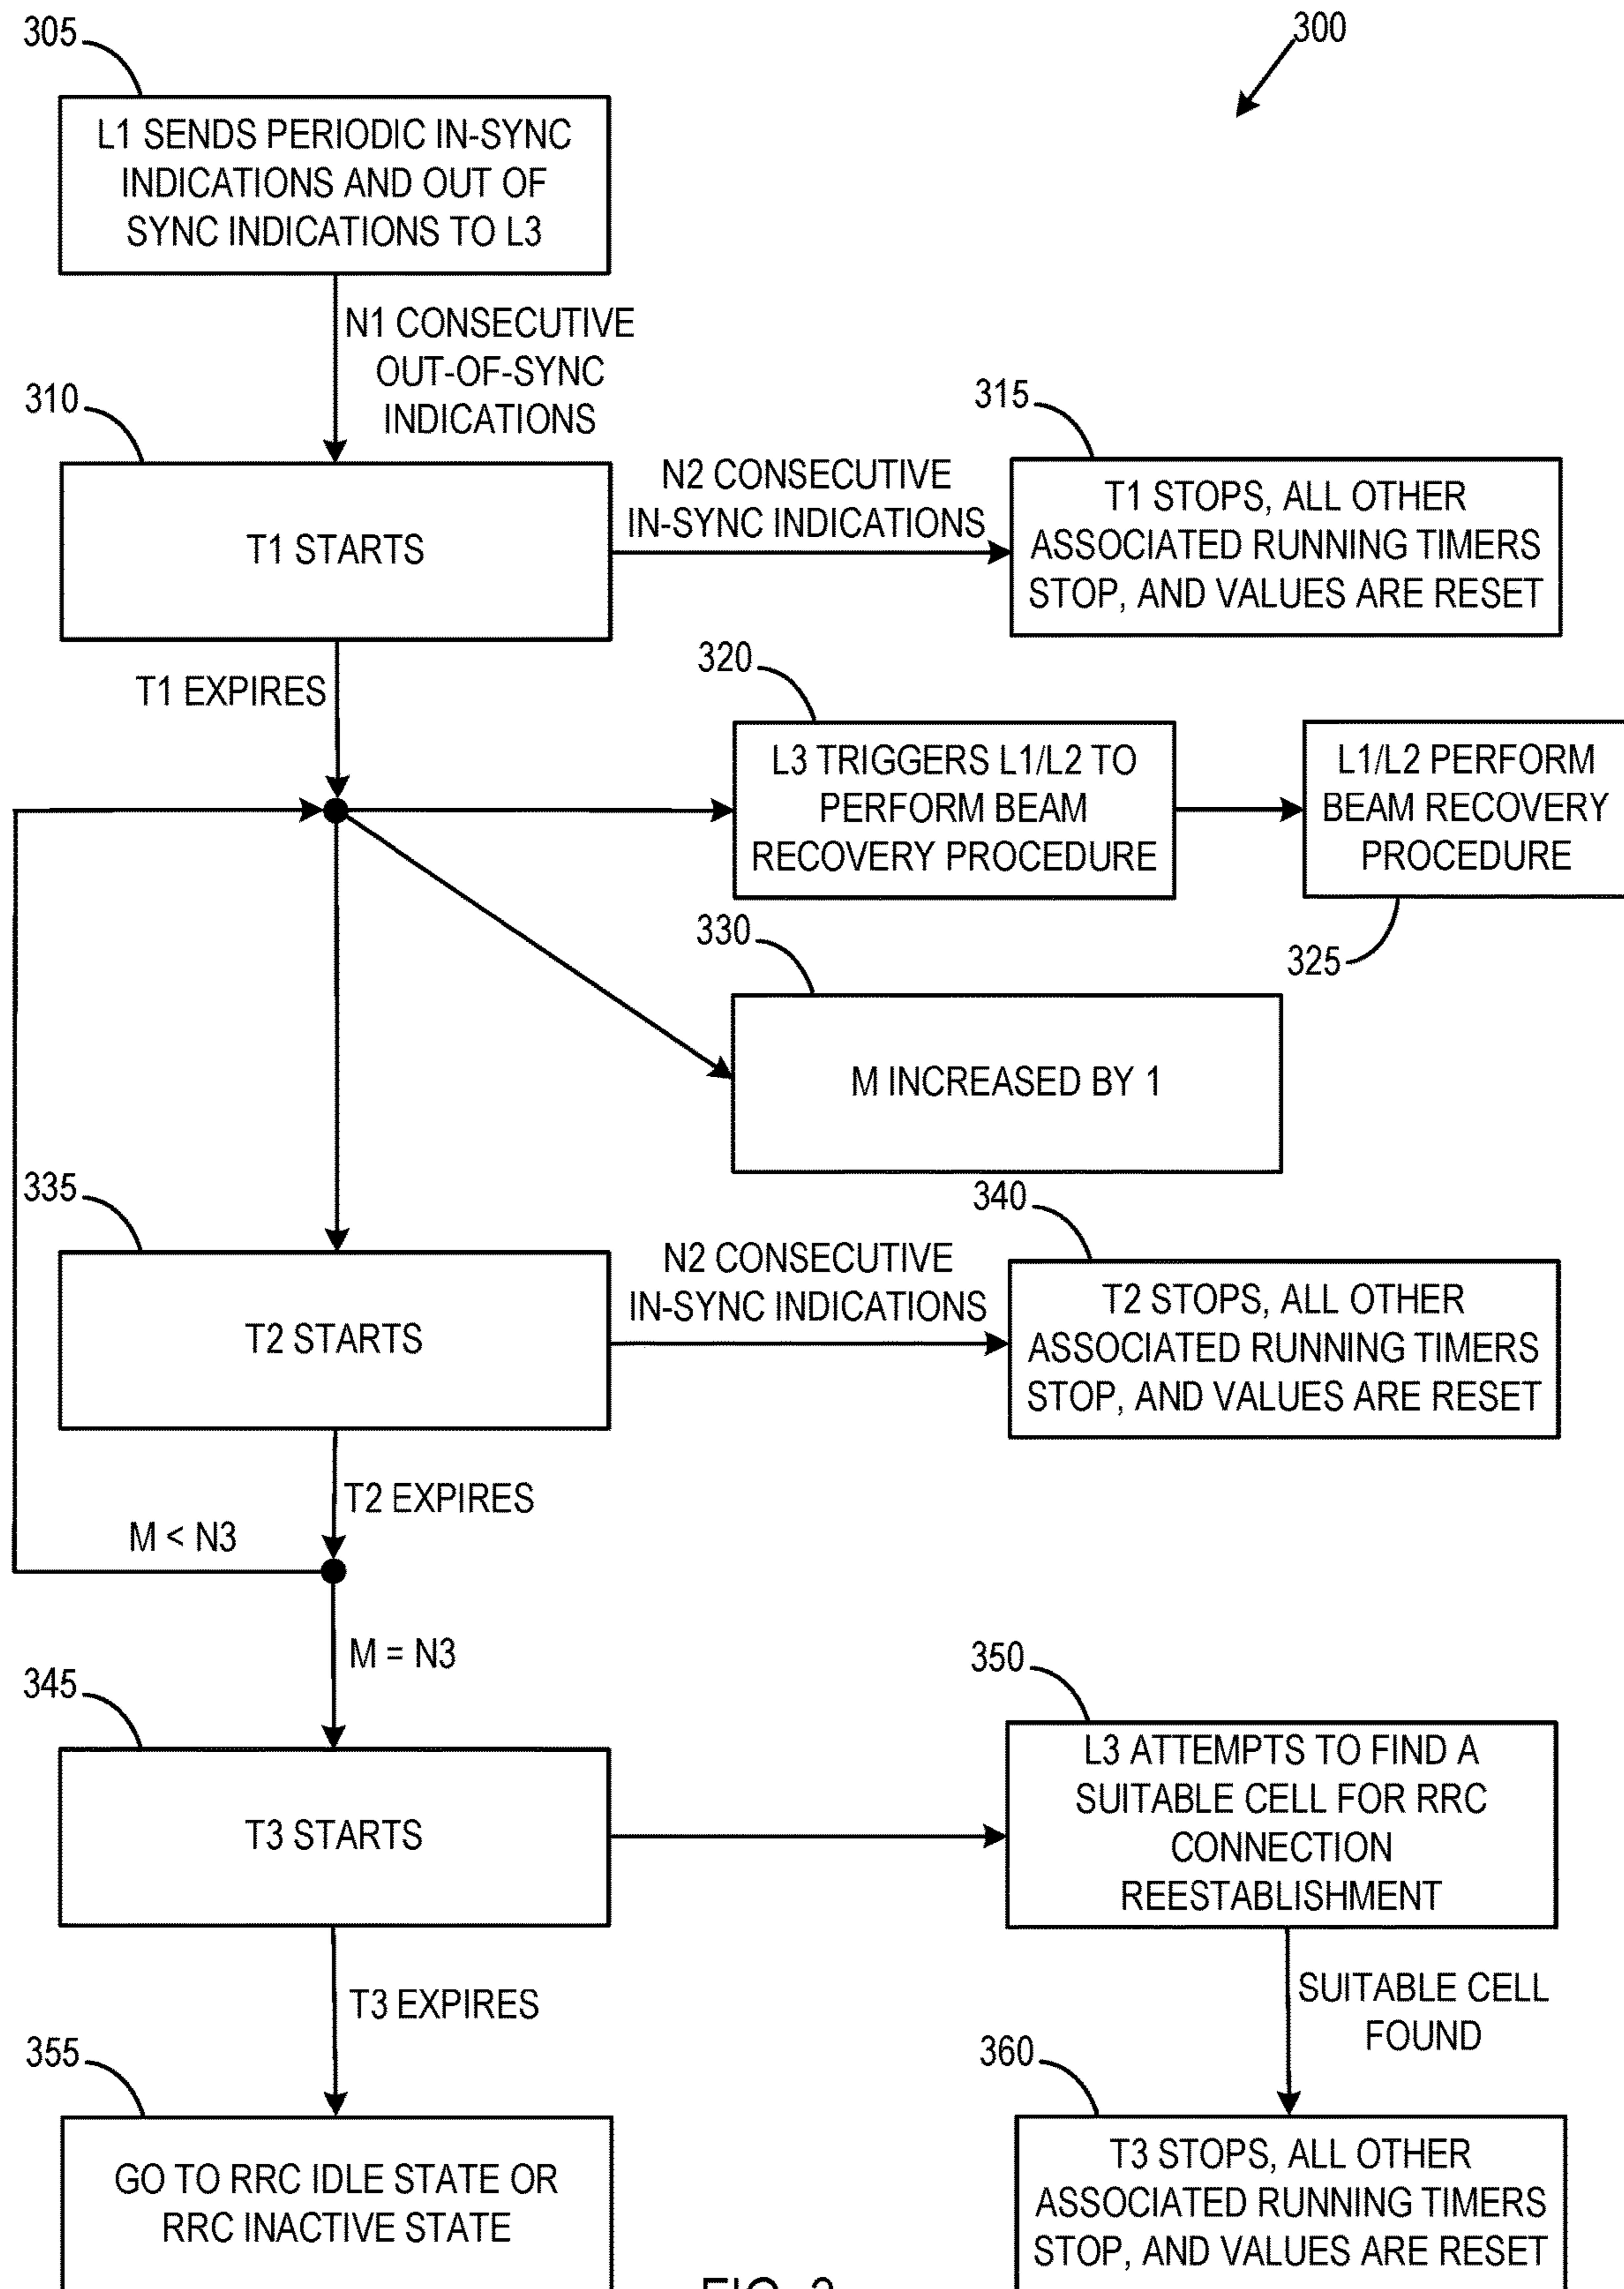 305
300
L1 SENDS PERIODIC IN-SYNC
INDICATIONS AND OUT OF
SYNC INDICATIONS TO L3
N1 CONSECUTIVE
OUT-OF-SYNC
INDICATIONS
310
315
T1 STARTS
N2 CONSECUTIVE
IN-SYNC INDICATIONS
T1 STOPS, ALL OTHER
ASSOCIATED RUNNING TIMERS
STOP, AND VALUES ARE RESET
T1 EXPIRES
320
L3 TRIGGERS L1/L2 TO
PERFORM BEAM
RECOVERY PROCEDURE
L1/L2 PERFORM
BEAM RECOVERY
PROCEDURE
325
330
M INCREASED BY 1
335
340
T2 STARTS
N2 CONSECUTIVE
IN-SYNC INDICATIONS
T2 STOPS, ALL OTHER
ASSOCIATED RUNNING TIMERS
STOP, AND VALUES ARE RESET
T2 EXPIRES
M < N3
M = N3
345
350
T3 STARTS
L3 ATTEMPTS TO FIND A
SUITABLE CELL FOR RRC
CONNECTION
REESTABLISHMENT
T3 EXPIRES
SUITABLE CELL
FOUND
355
360
GO TO RRC IDLE STATE OR
RRC INACTIVE STATE
T3 STOPS, ALL OTHER
ASSOCIATED RUNNING TIMERS
STOP, AND VALUES ARE RESET